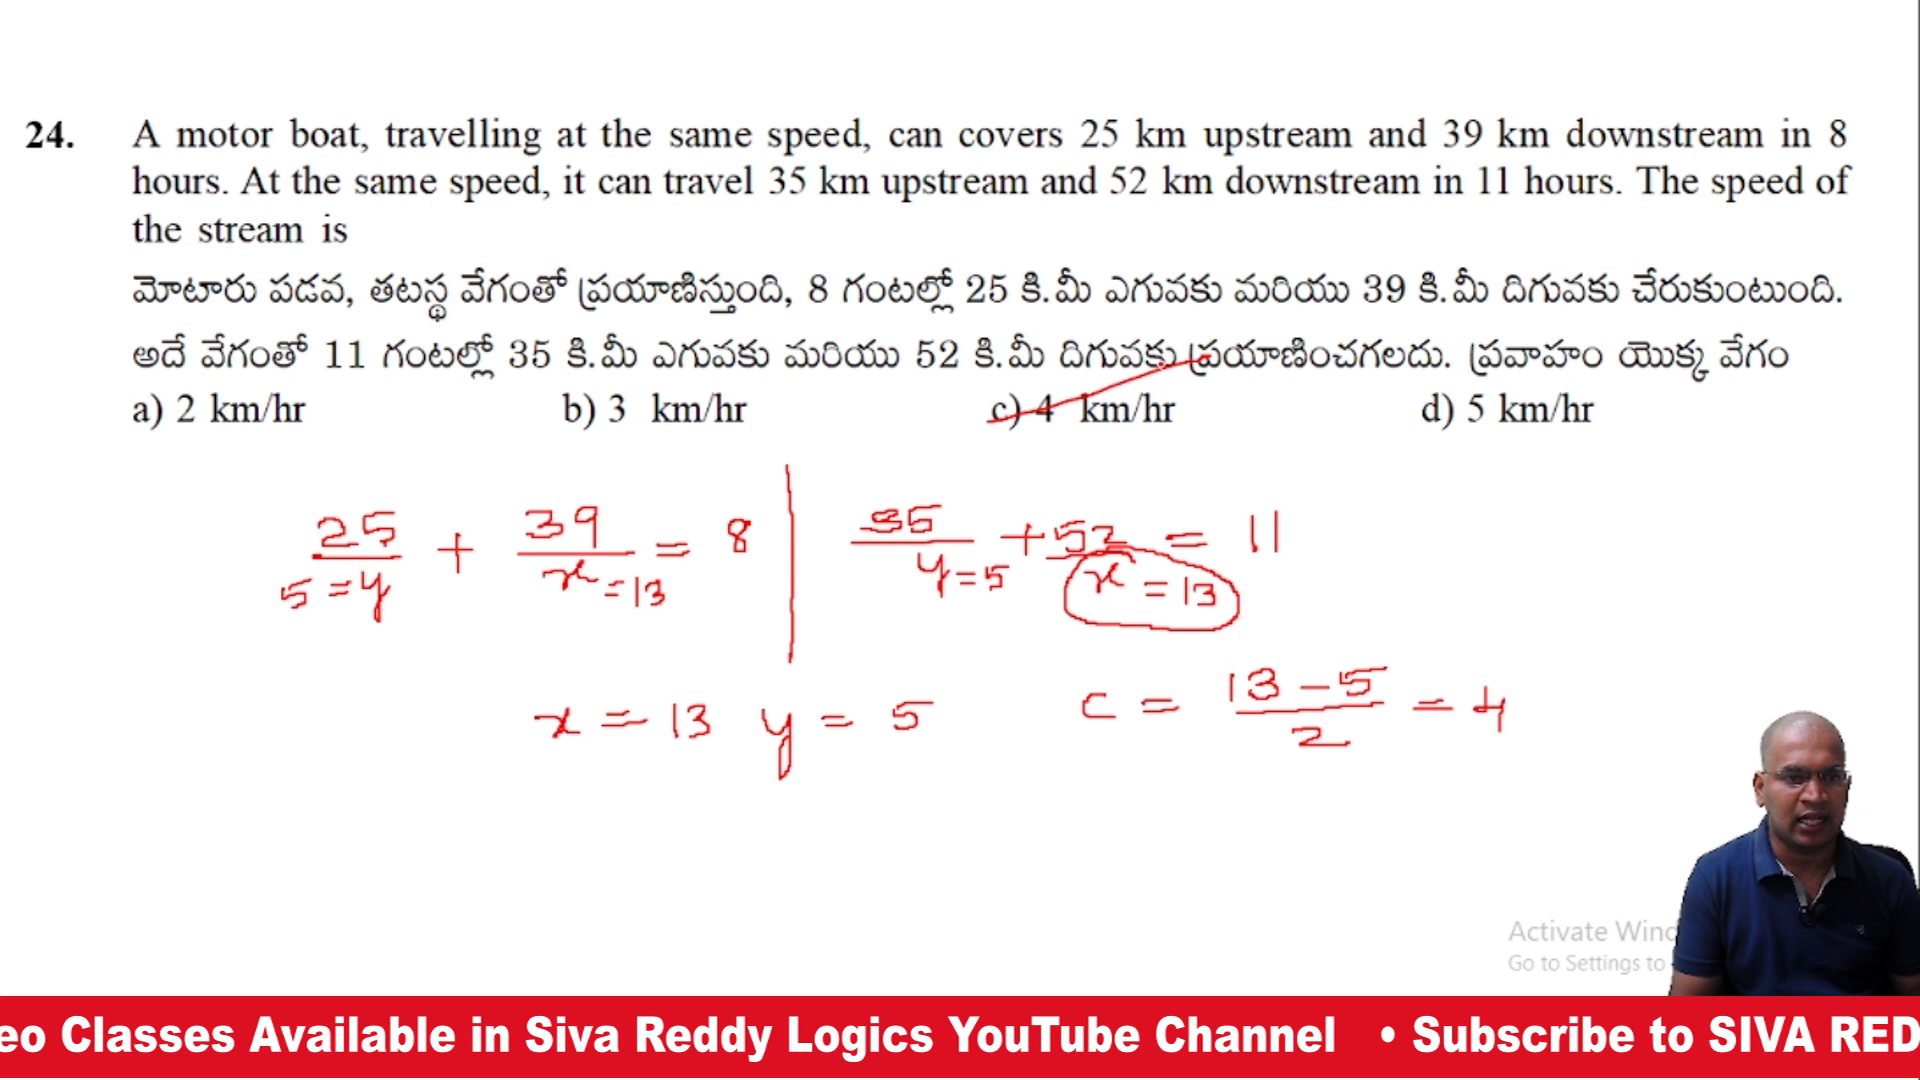 24. A motor boat, travelling at the same speed, can covers 25 km upstream and 39 km downstream in 8
hours. At the same speed, it can travel 35 km upstream and 52 km downstream in 11 hours. The speed of
the stream is
మోటారు పడవ, తటస్థ వేగంతో ప్రయాణిస్తుంది, 8 గంటల్లో 25 కి.మీ ఎగువకు మరియు 39 కి.మీ దిగువకు చేరుకుంటుంది.
అదే వేగంతో 11 గంటల్లో 35 కి.మీ ఎగువకు మరియు 52 కి.మీ దిగువకు ప్రయాణించగలదు. ప్రవాహం యొక్క వేగం
a) 2 km/hr b) 3 km/hr c) 4 km/hr d) 5 km/hr
25 + 39 = 8 35 + 52 = 11
5 = y x = 13 y = 5 x = 13
x = 13 y = 5 c = 13 - 5 = 4
2
Activate Wind
Go to Settings to
eo Classes Available in Siva Reddy Logics YouTube Channel • Subscribe to SIVA RED